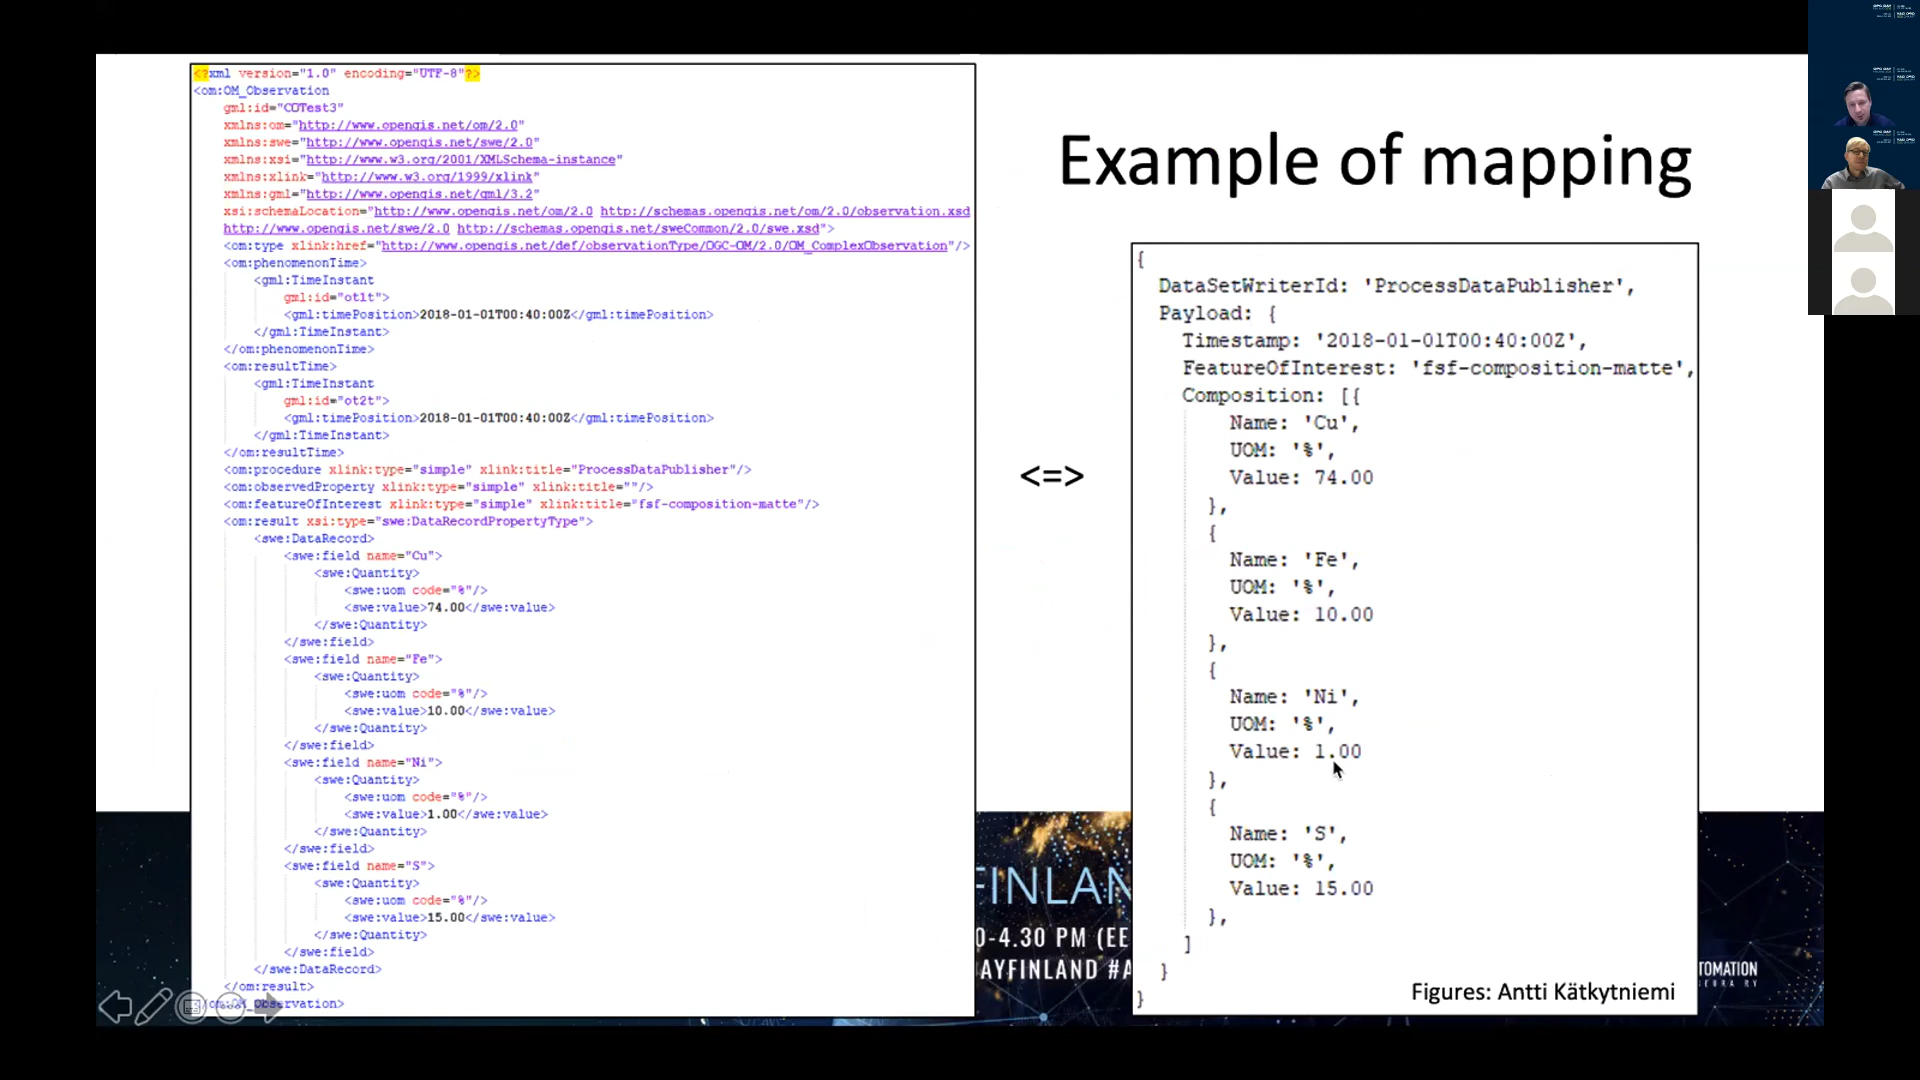 <?xml version="1.0" encoding="UTF-8"?>
<om:OM_Observation
gml:id="COTest3"
xmlns:om="http://www.opengis.net/om/2.0"
xmlns:swe="http://www.opengis.net/swe/2.0"
xmlns:xsi="http://www.w3.org/2001/XMLSchema-instance"
xmlns:xlink="http://www.w3.org/1999/xlink"
xmlns:gml="http://www.opengis.net/gml/3.2"
xsi:schemaLocation="http://www.opengis.net/om/2.0 http://schemas.opengis.net/om/2.0/observation.xsd
http://www.opengis.net/swe/2.0 http://schemas.opengis.net/sweCommon/2.0/swe.xsd">
<om:type xlink:href="http://www.opengis.net/def/observationType/OGC-OM/2.0/OM_ComplexObservation"/>
<om:phenomenonTime>
<gml:TimeInstant
gml:id="ot1t">
<gml:timePosition>2018-01-01T00:40:00Z</gml:timePosition>
</gml:TimeInstant>
</om:phenomenonTime>
<om:resultTime>
<gml:TimeInstant
gml:id="ot2t">
<gml:timePosition>2018-01-01T00:40:00Z</gml:timePosition>
</gml:TimeInstant>
</om:resultTime>
<om:procedure xlink:type="simple" xlink:title="ProcessDataPublisher"/>
<om:observedProperty xlink:type="simple" xlink:title=""/>
<om:featureOfInterest xlink:type="simple" xlink:title="fsf-composition-matte"/>
<om:result xsi:type="swe:DataRecordPropertyType">
<swe:DataRecord>
<swe:field name="Cu">
<swe:Quantity>
<swe:uom code="%"/>
<swe:value>74.00</swe:value>
</swe:Quantity>
</swe:field>
<swe:field name="Fe">
<swe:Quantity>
<swe:uom code="%"/>
<swe:value>10.00</swe:value>
</swe:Quantity>
</swe:field>
<swe:field name="Ni">
<swe:Quantity>
<swe:uom code="%"/>
<swe:value>1.00</swe:value>
</swe:Quantity>
</swe:field>
<swe:field name="S">
<swe:Quantity>
<swe:uom code="%"/>
<swe:value>15.00</swe:value>
</swe:Quantity>
</swe:field>
</swe:DataRecord>
</om:result>
</om:OM_Observation>
Example of mapping
<=>
{
DataSetWriterId: 'ProcessDataPublisher',
Payload: {
Timestamp: '2018-01-01T00:40:00Z',
FeatureOfInterest: 'fsf-composition-matte',
Composition: [{
Name: 'Cu',
UOM: '%',
Value: 74.00
},
{
Name: 'Fe',
UOM: '%',
Value: 10.00
},
{
Name: 'Ni',
UOM: '%',
Value: 1.00
},
{
Name: 'S',
UOM: '%',
Value: 15.00
},
]
}
}
Figures: Antti Kätkytniemi
FINLAN
0-4.30 PM (EE
AYFINLAND #A
TOMATION
SEURA RY